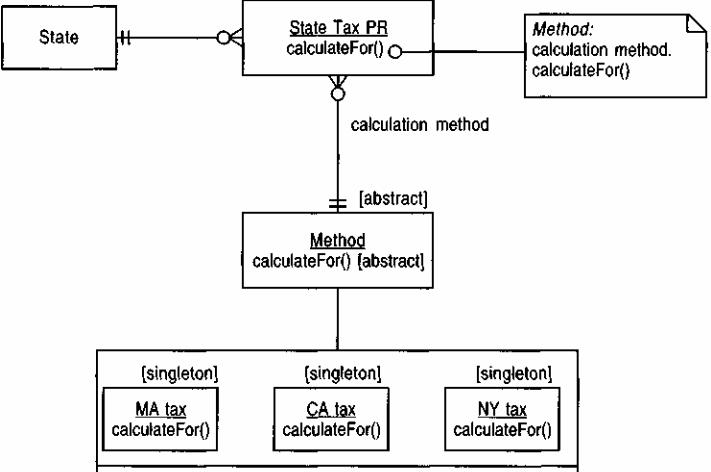 State
State Tax PR
calculateFor()
Method:
calculation method.
calculateFor()
calculation method
[abstract]
Method
calculateFor() [abstract]
[singleton]
[singleton]
[singleton]
MA tax
calculateFor()
CA tax
calculateFor()
NY tax
calculateFor()